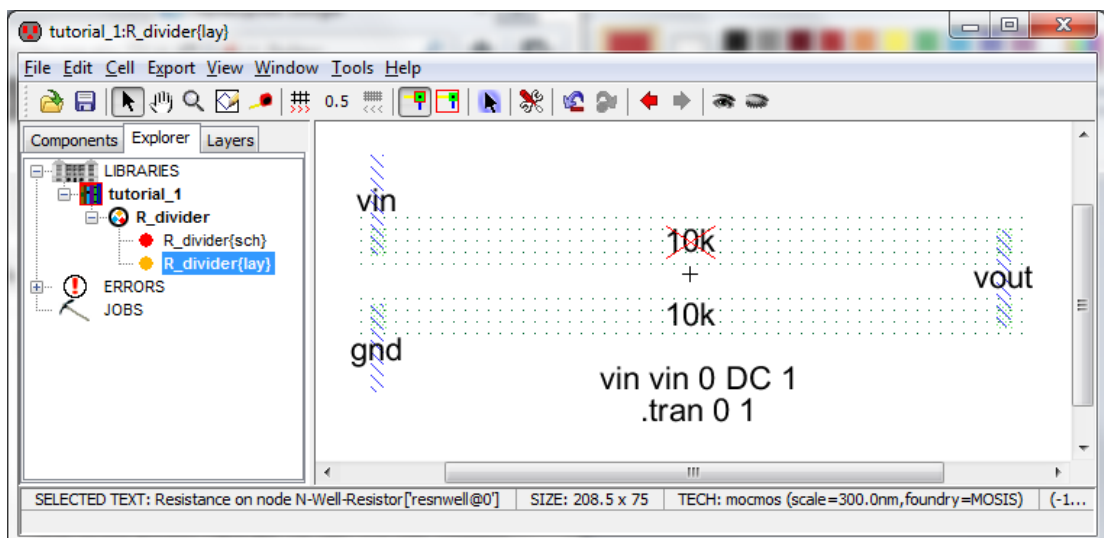 tutorial_1:R_divider{lay}
File Edit Cell Export View Window Tools Help
0.5
Components Explorer Layers
LIBRARIES
tutorial_1
R_divider
R_divider{sch}
R_divider{lay}
ERRORS
JOBS
vin
10k
vout
10k
gnd
vin vin 0 DC 1
.tran 0 1
SELECTED TEXT: Resistance on node N-Well-Resistor['resnwell@0'] SIZE: 208.5 x 75 TECH: mocmos (scale=300.0nm,foundry=MOSIS) (-1...